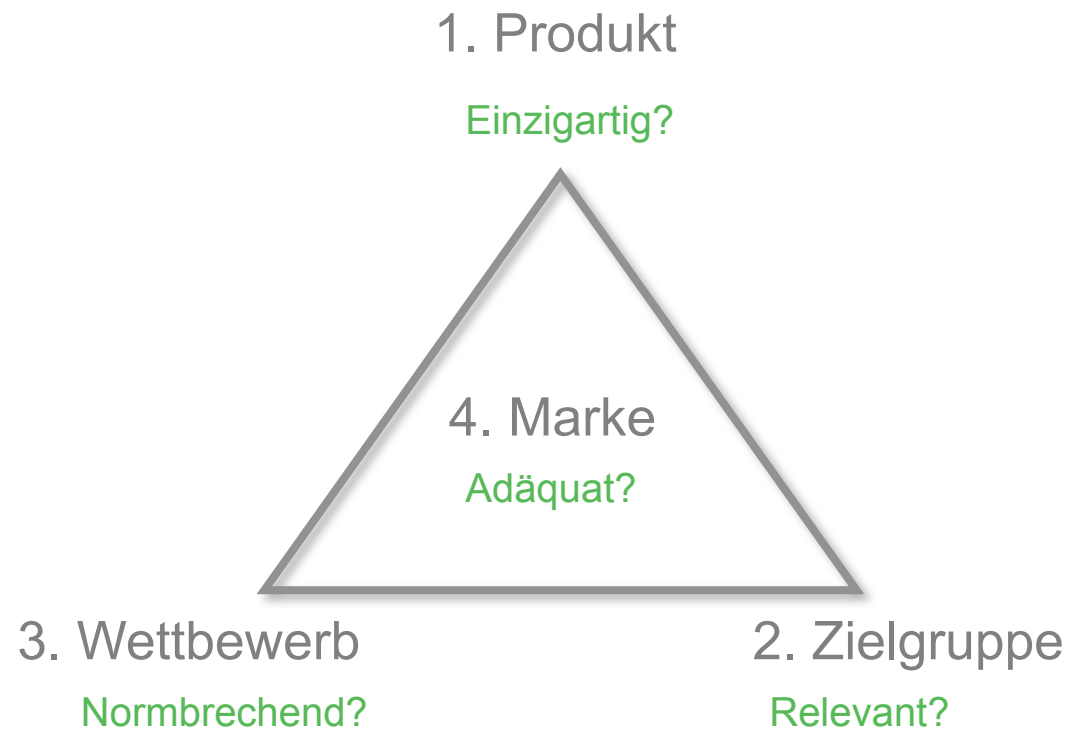 1. Produkt
Einzigartig?
4. Marke
Adäquat?
3. Wettbewerb
Normbrechend?
2. Zielgruppe
Relevant?